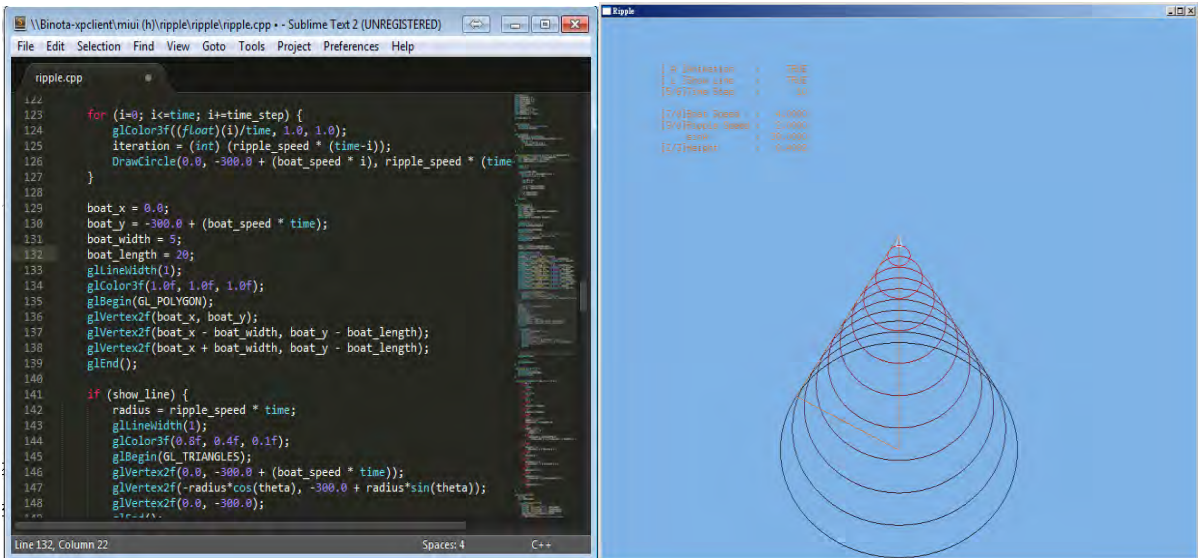 \\Binota-xpclient\miui (h)\ripple\ripple\ripple.cpp • - Sublime Text 2 (UNREGISTERED)
File Edit Selection Find View Goto Tools Project Preferences Help
ripple.cpp
122
123 for (i=0; i<=time; i+=time_step) {
124 glColor3f((float)(i)/time, 1.0, 1.0);
125 iteration = (int) (ripple_speed * (time-i));
126 DrawCircle(0.0, -300.0 + (boat_speed * i), ripple_speed * (time
127 }
128
129 boat_x = 0.0;
130 boat_y = -300.0 + (boat_speed * time);
131 boat_width = 5;
132 boat_length = 20;
133 glLineWidth(1);
134 glColor3f(1.0f, 1.0f, 1.0f);
135 glBegin(GL_POLYGON);
136 glVertex2f(boat_x, boat_y);
137 glVertex2f(boat_x - boat_width, boat_y - boat_length);
138 glVertex2f(boat_x + boat_width, boat_y - boat_length);
139 glEnd();
140
141 if (show_line) {
142 radius = ripple_speed * time;
143 glLineWidth(1);
144 glColor3f(0.8f, 0.4f, 0.1f);
145 glBegin(GL_TRIANGLES);
146 glVertex2f(0.0, -300.0 + (boat_speed * time));
147 glVertex2f(-radius*cos(theta), -300.0 + radius*sin(theta));
148 glVertex2f(0.0, -300.0);
149 glEnd();
Line 132, Column 22 Spaces: 4 C++
Ripple